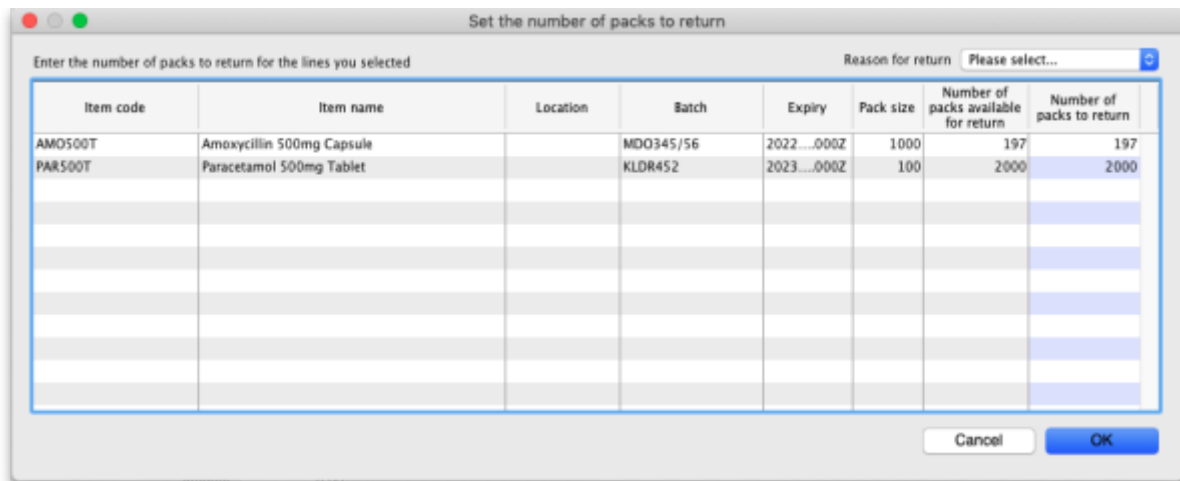 Set the number of packs to return
Enter the number of packs to return for the lines you selected
Reason for return Please select...
Item code Item name Location Batch Expiry Pack size Number of packs available for return Number of packs to return
AMO500T Amoxycillin 500mg Capsule MDO345/56 2022....000Z 1000 197 197
PAR500T Paracetamol 500mg Tablet KLDR452 2023....000Z 100 2000 2000
Cancel OK